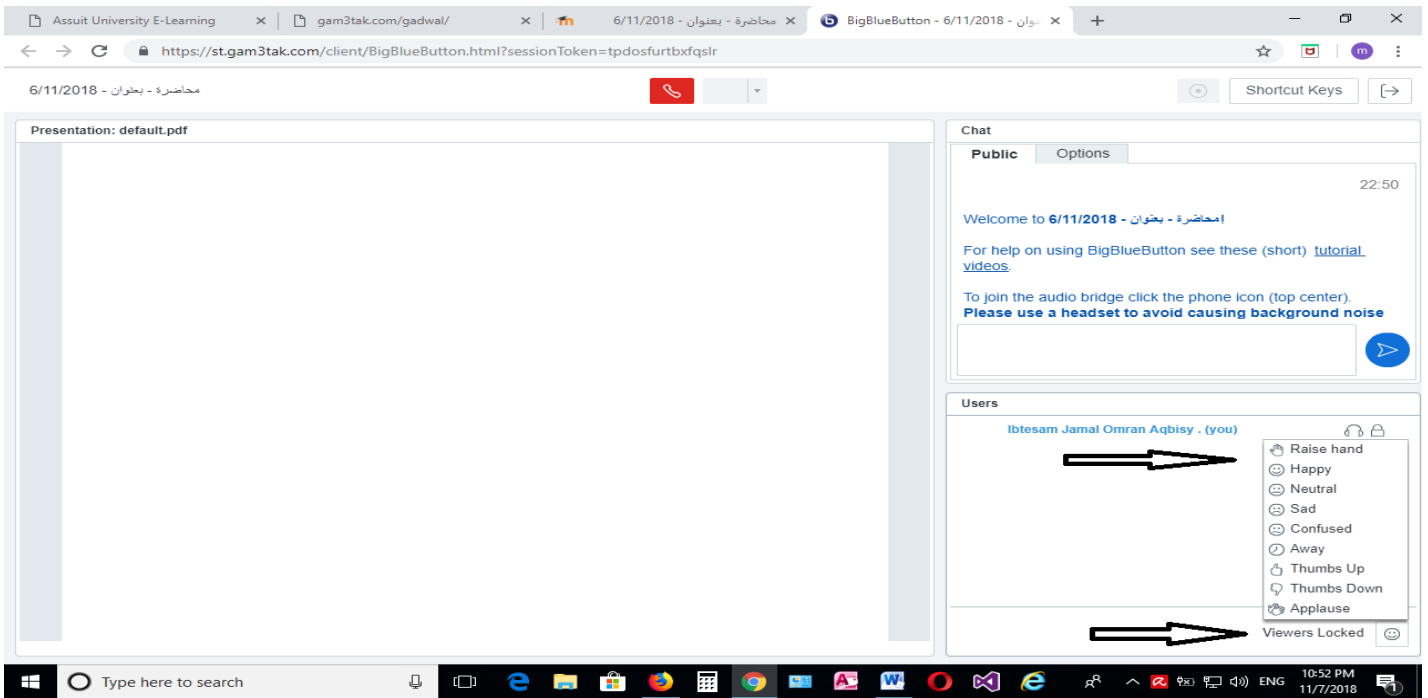 Assuit University E-Learning
gam3tak.com/gadwal/
محاضرة - بعنوان - 6/11/2018
BigBlueButton - 6/11/2018 - وان
https://st.gam3tak.com/client/BigBlueButton.html?sessionToken=tpdosfurtbxfqslr
m
محاضرة - بعنوان - 6/11/2018
Shortcut Keys
Presentation: default.pdf
Chat
Public
Options
22:50
Welcome to محاضرة - بعنوان - 6/11/2018!
For help on using BigBlueButton see these (short) tutorial
videos.
To join the audio bridge click the phone icon (top center).
Please use a headset to avoid causing background noise
Users
Ibtesam Jamal Omran Aqbisy . (you)
Raise hand
Happy
Neutral
Sad
Confused
Away
Thumbs Up
Thumbs Down
Applause
Viewers Locked
Type here to search
ENG
10:52 PM
11/7/2018
1